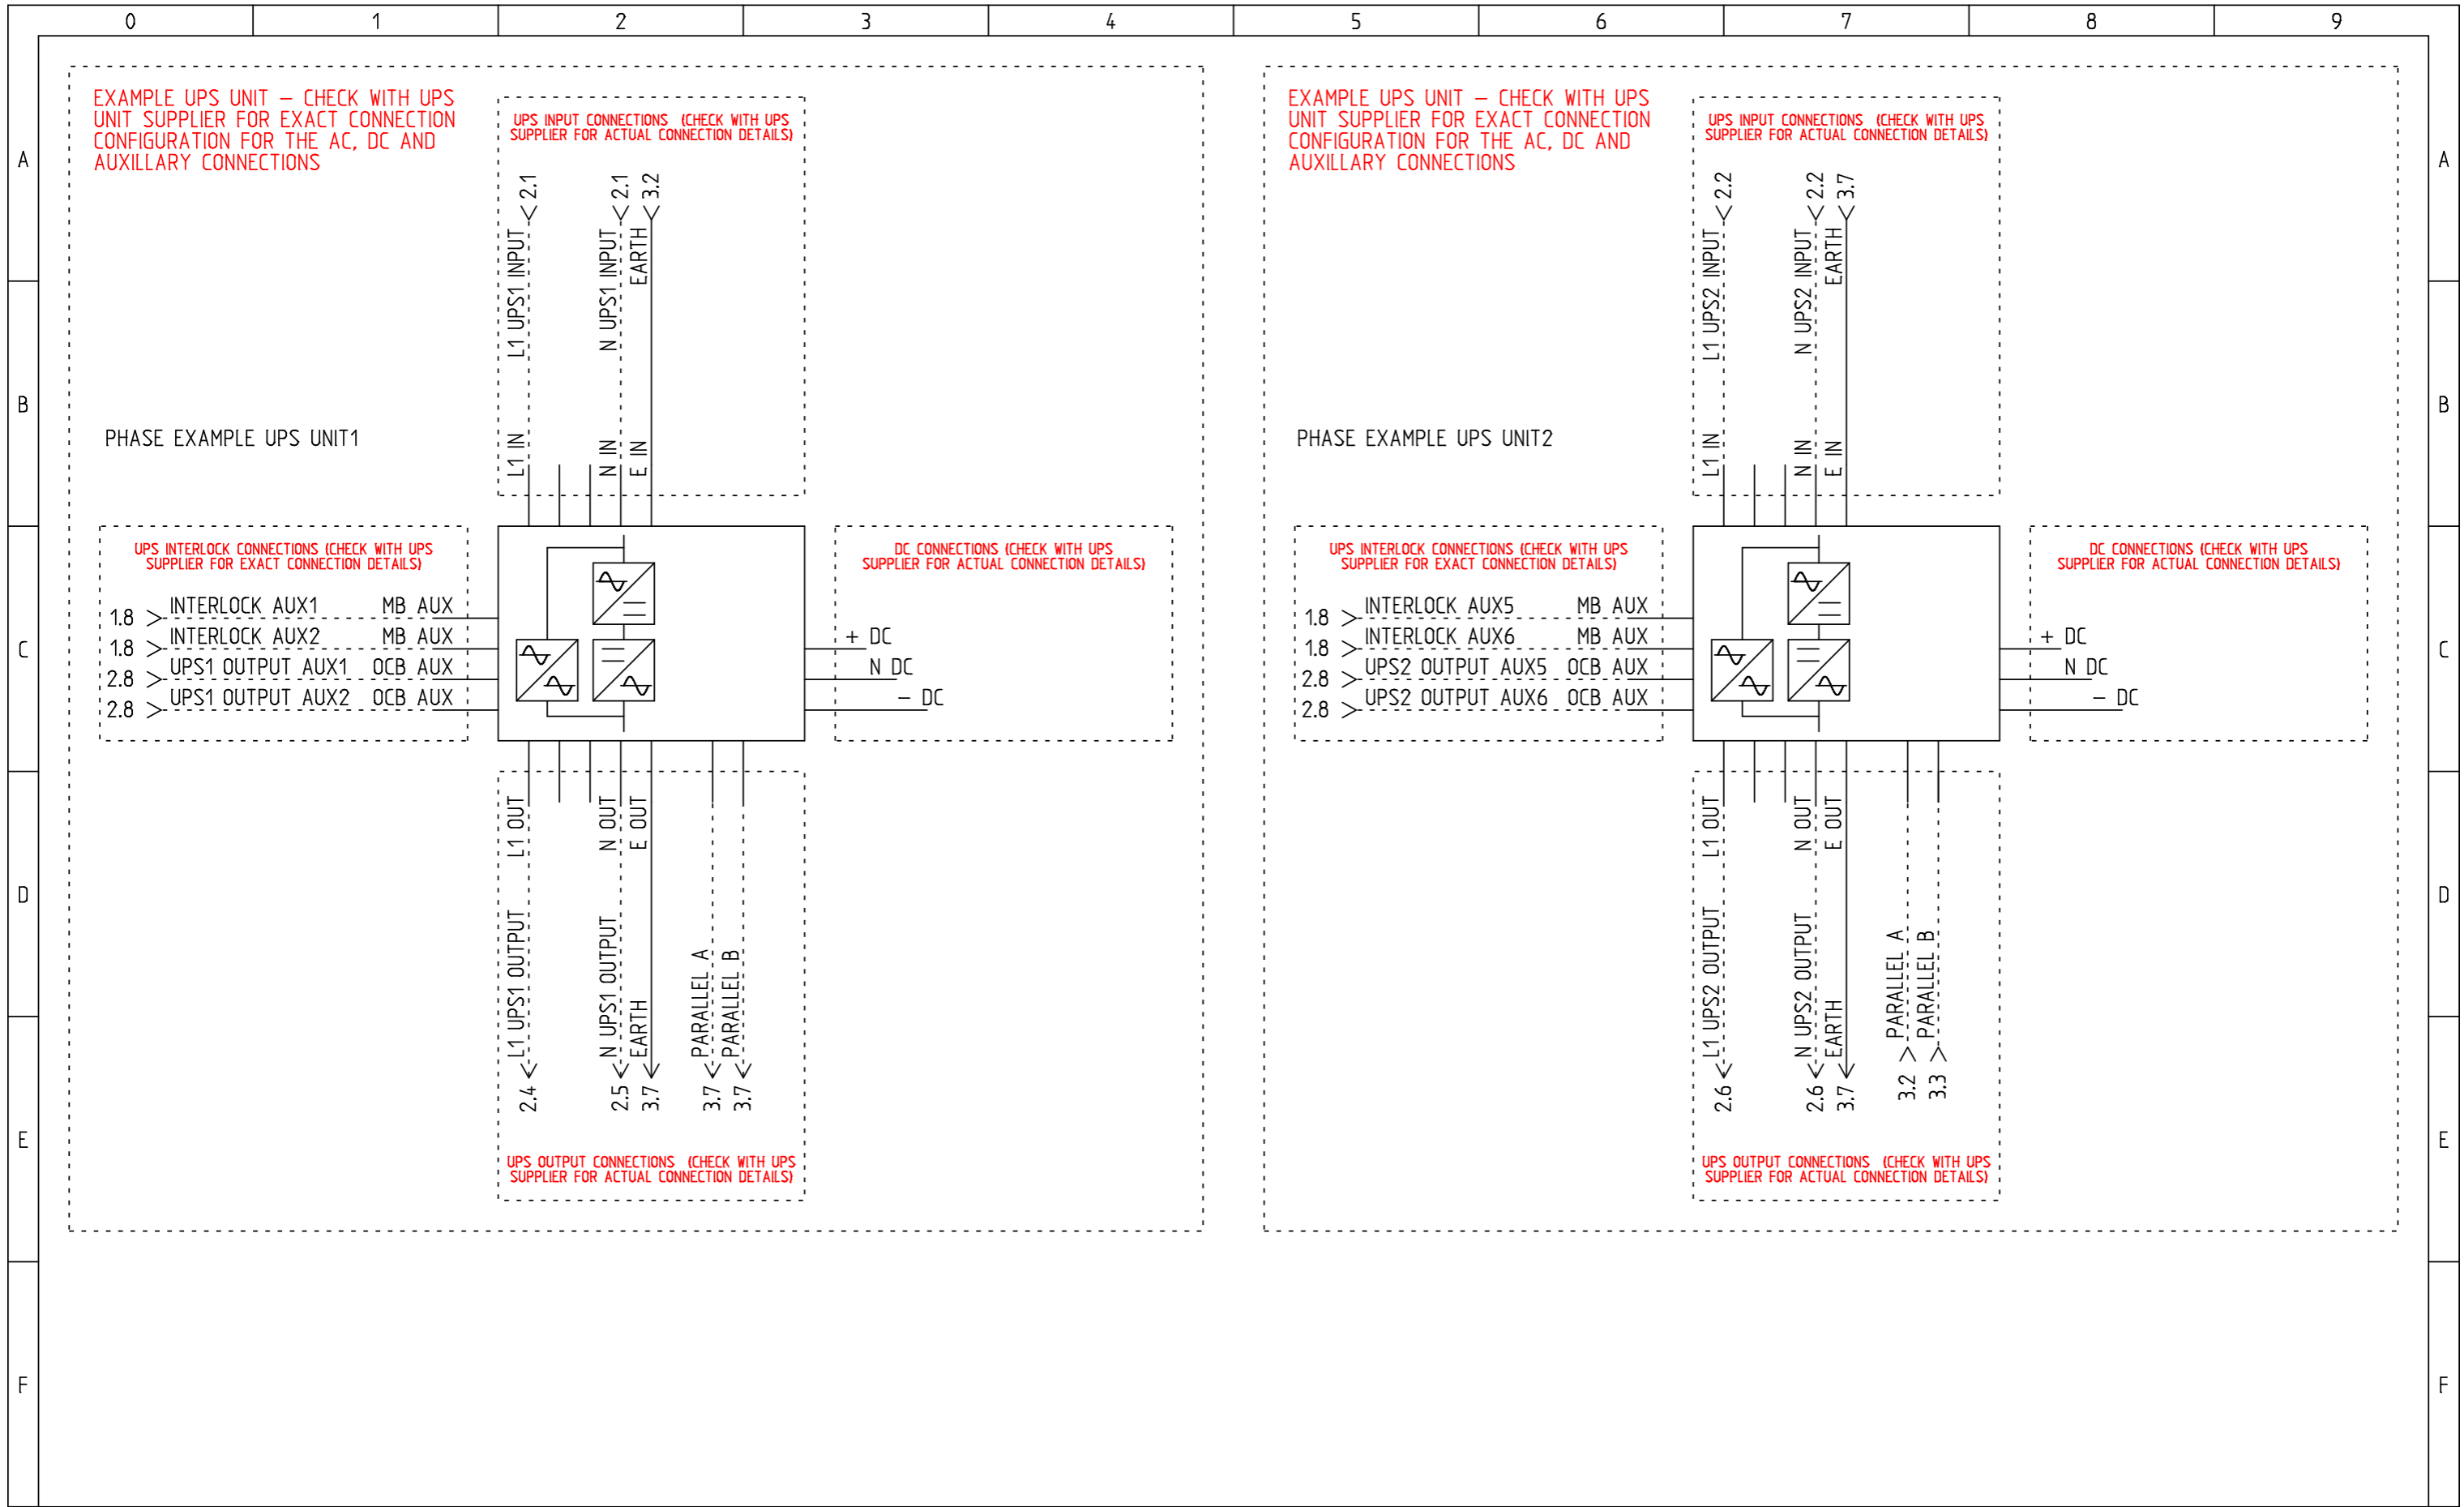 0 1 2 3 4 5 6 7 8 9
EXAMPLE UPS UNIT – CHECK WITH UPS
UNIT SUPPLIER FOR EXACT CONNECTION
CONFIGURATION FOR THE AC, DC AND
AUXILLARY CONNECTIONS
UPS INPUT CONNECTIONS (CHECK WITH UPS
SUPPLIER FOR ACTUAL CONNECTION DETAILS)
A
2.1
2.1
3.2
L1 UPS1 INPUT
N UPS1 INPUT
EARTH
B
PHASE EXAMPLE UPS UNIT1
L1 IN
N IN
E IN
UPS INTERLOCK CONNECTIONS (CHECK WITH UPS
SUPPLIER FOR EXACT CONNECTION DETAILS)
DC CONNECTIONS (CHECK WITH UPS
SUPPLIER FOR ACTUAL CONNECTION DETAILS)
C
1.8 INTERLOCK AUX1 MB AUX
1.8 INTERLOCK AUX2 MB AUX
2.8 UPS1 OUTPUT AUX1 OCB AUX
2.8 UPS1 OUTPUT AUX2 OCB AUX
+ DC
N DC
– DC
D
L1 OUT
N OUT
E OUT
L1 UPS1 OUTPUT
N UPS1 OUTPUT
EARTH
PARALLEL A
PARALLEL B
2.4
2.5
3.7
3.7
3.7
E
UPS OUTPUT CONNECTIONS (CHECK WITH UPS
SUPPLIER FOR ACTUAL CONNECTION DETAILS)
F
EXAMPLE UPS UNIT – CHECK WITH UPS
UNIT SUPPLIER FOR EXACT CONNECTION
CONFIGURATION FOR THE AC, DC AND
AUXILLARY CONNECTIONS
UPS INPUT CONNECTIONS (CHECK WITH UPS
SUPPLIER FOR ACTUAL CONNECTION DETAILS)
A
2.2
2.2
3.7
L1 UPS2 INPUT
N UPS2 INPUT
EARTH
B
PHASE EXAMPLE UPS UNIT2
L1 IN
N IN
E IN
UPS INTERLOCK CONNECTIONS (CHECK WITH UPS
SUPPLIER FOR EXACT CONNECTION DETAILS)
DC CONNECTIONS (CHECK WITH UPS
SUPPLIER FOR ACTUAL CONNECTION DETAILS)
C
1.8 INTERLOCK AUX5 MB AUX
1.8 INTERLOCK AUX6 MB AUX
2.8 UPS2 OUTPUT AUX5 OCB AUX
2.8 UPS2 OUTPUT AUX6 OCB AUX
+ DC
N DC
– DC
D
L1 OUT
N OUT
E OUT
L1 UPS2 OUTPUT
N UPS2 OUTPUT
EARTH
PARALLEL A
PARALLEL B
2.6
2.6
3.7
3.2
3.3
E
UPS OUTPUT CONNECTIONS (CHECK WITH UPS
SUPPLIER FOR ACTUAL CONNECTION DETAILS)
F